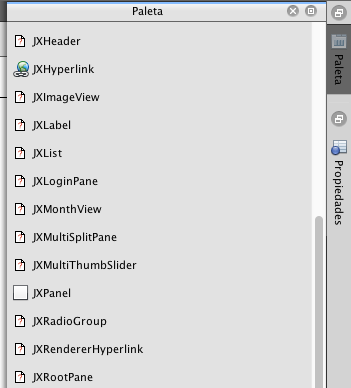 Paleta
JXHeader
JXHyperlink
JXImageView
JXLabel
JXList
JXLoginPane
JXMonthView
JXMultiSplitPane
JXMultiThumbSlider
JXPanel
JXRadioGroup
JXRendererHyperlink
JXRootPane
Paleta
Propiedades